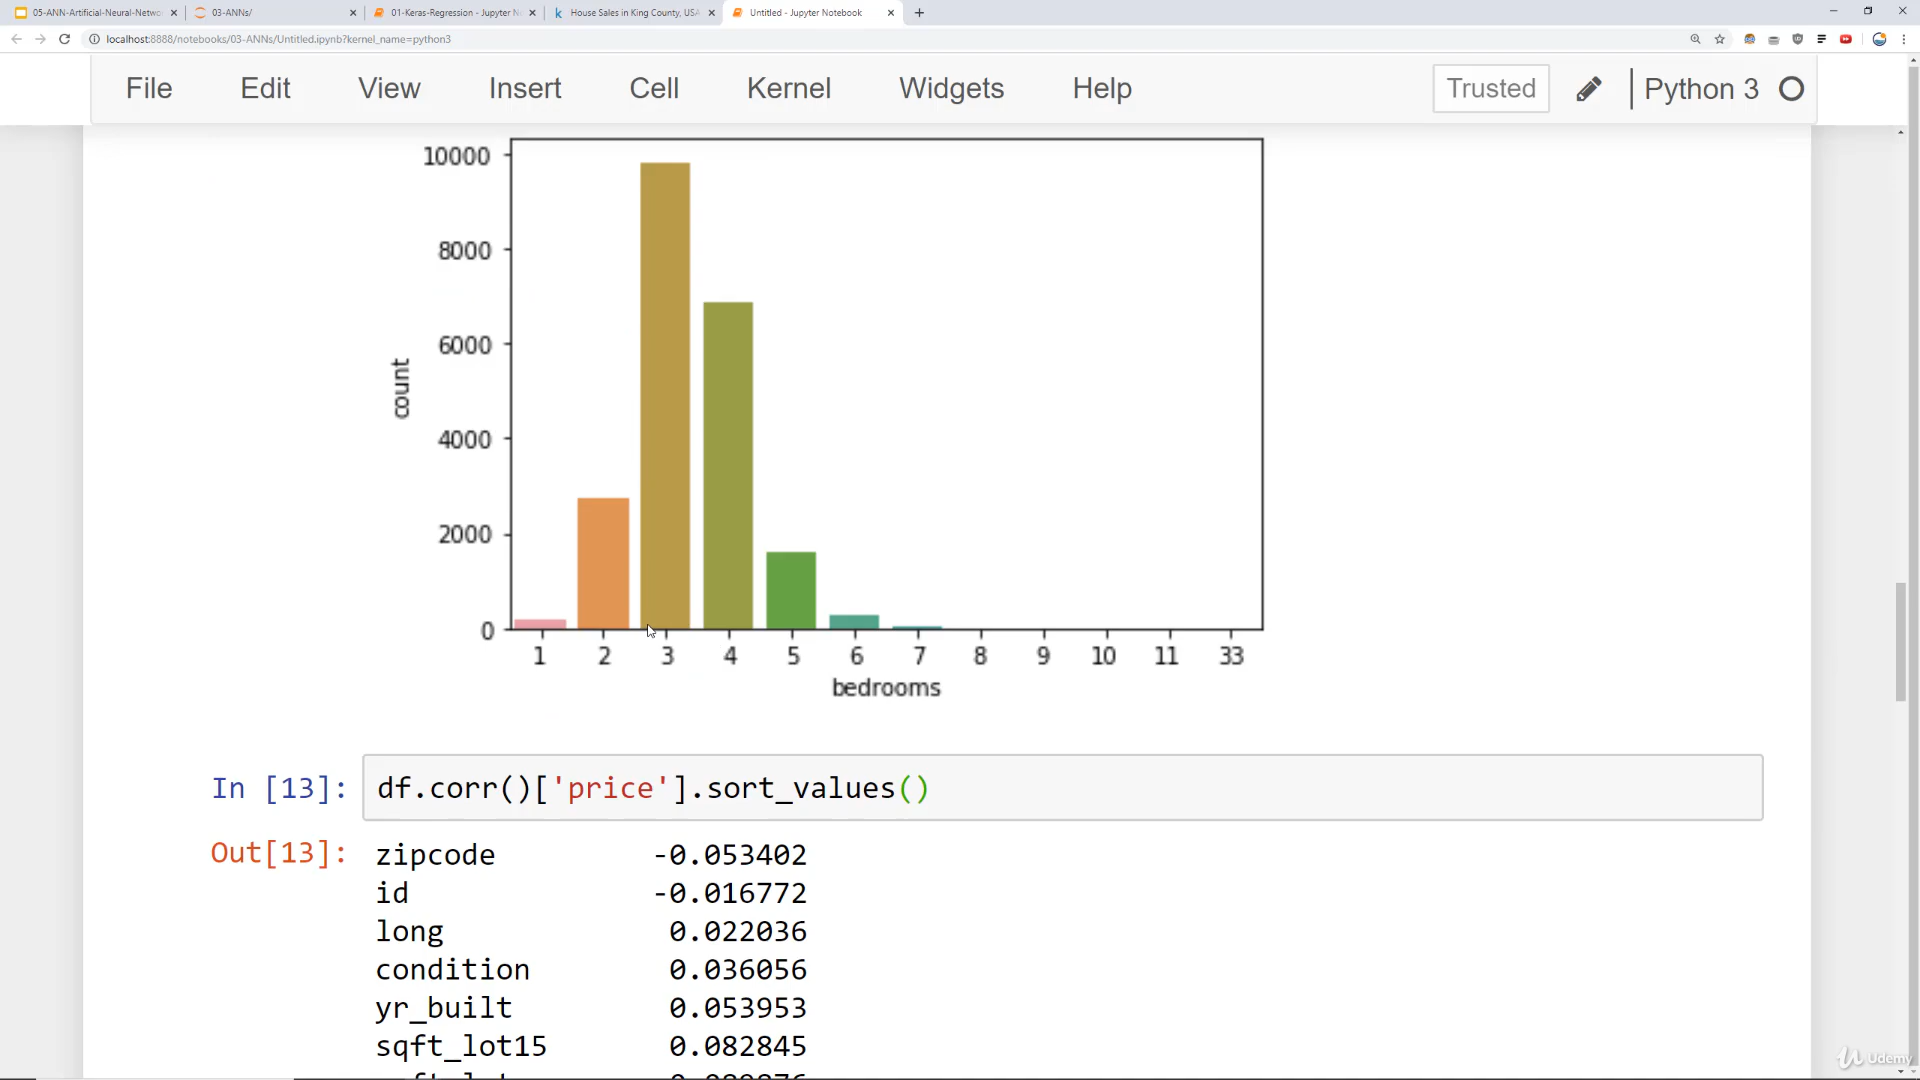 05-ANN-Artificial-Neural-Netwo
03-ANNs/
01-Keras-Regression - Jupyter N
House Sales in King County, USA
Untitled - Jupyter Notebook
localhost:8888/notebooks/03-ANNs/Untitled.ipynb?kernel_name=python3
File Edit View Insert Cell Kernel Widgets Help Trusted Python 3
10000
8000
6000
4000
2000
0
count
1 2 3 4 5 6 7 8 9 10 11 33
bedrooms
In [13]: df.corr()['price'].sort_values()
Out[13]: zipcode -0.053402
id -0.016772
long 0.022036
condition 0.036056
yr_built 0.053953
sqft_lot15 0.082845
Udemy